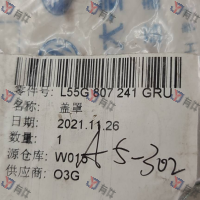 零件号: L55G 807 241 GRU
名称: 盖罩
日期: 2021.11.26
数量: 1
源仓库: W01
A5-302
供应商: O3G